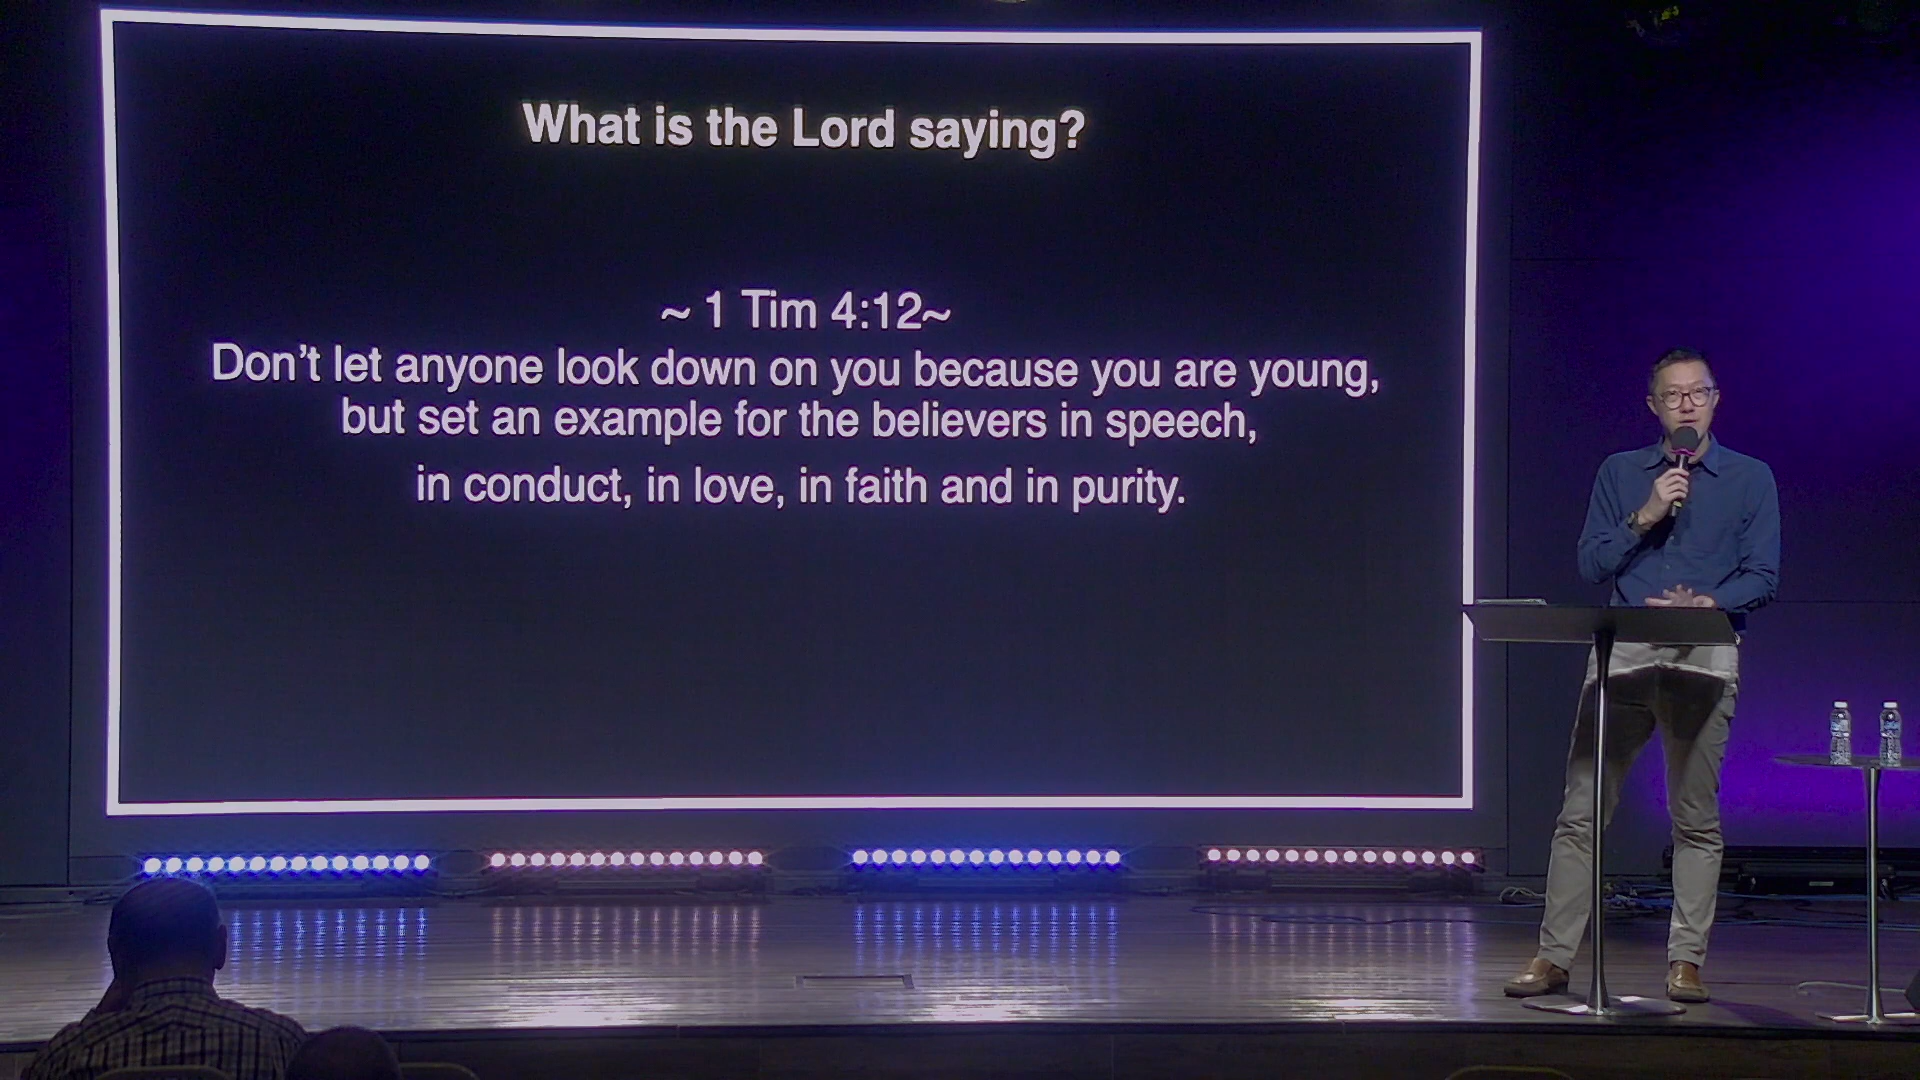 What is the Lord saying?
~ 1 Tim 4:12~
Don’t let anyone look down on you because you are young,
but set an example for the believers in speech,
in conduct, in love, in faith and in purity.